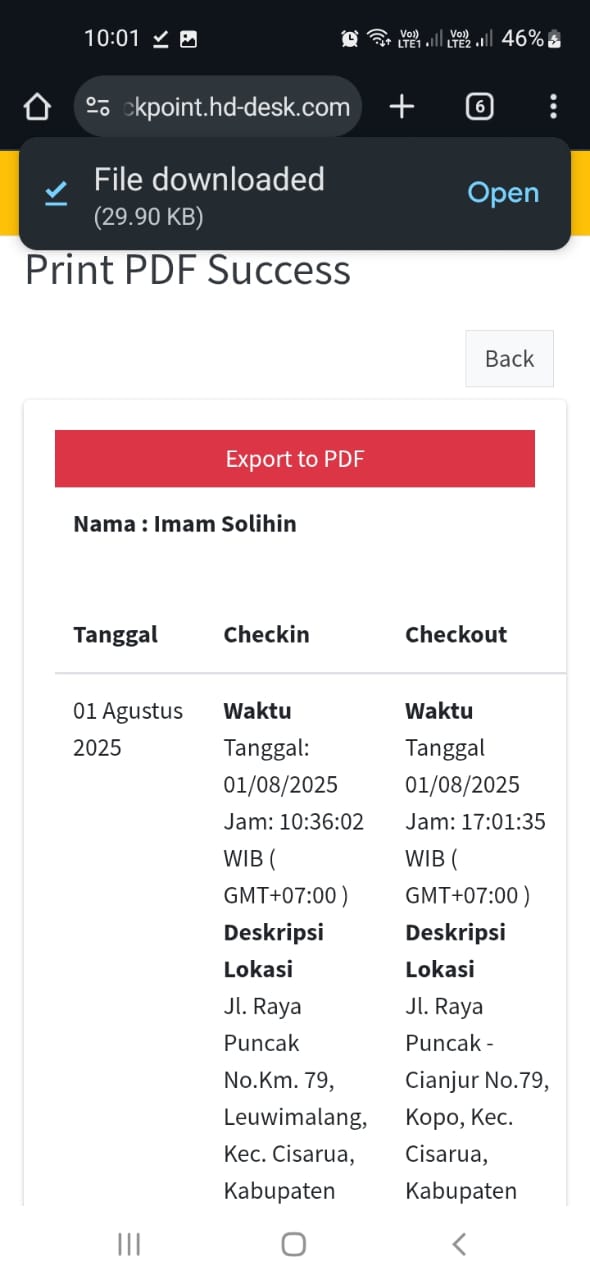 10:01
Vo)) LTE1 Vo)) LTE2 46%
ckpoint.hd-desk.com
6
File downloaded
(29.90 KB)
Open
Print PDF Success
Back
Export to PDF
Nama : Imam Solihin
Tanggal Checkin Checkout
01 Agustus Waktu Waktu
2025 Tanggal: Tanggal
01/08/2025 01/08/2025
Jam: 10:36:02 Jam: 17:01:35
WIB ( WIB (
GMT+07:00 ) GMT+07:00 )
Deskripsi Deskripsi
Lokasi Lokasi
Jl. Raya Jl. Raya
Puncak Puncak -
No.Km. 79, Cianjur No.79,
Leuwimalang, Kopo, Kec.
Kec. Cisarua, Cisarua,
Kabupaten Kabupaten